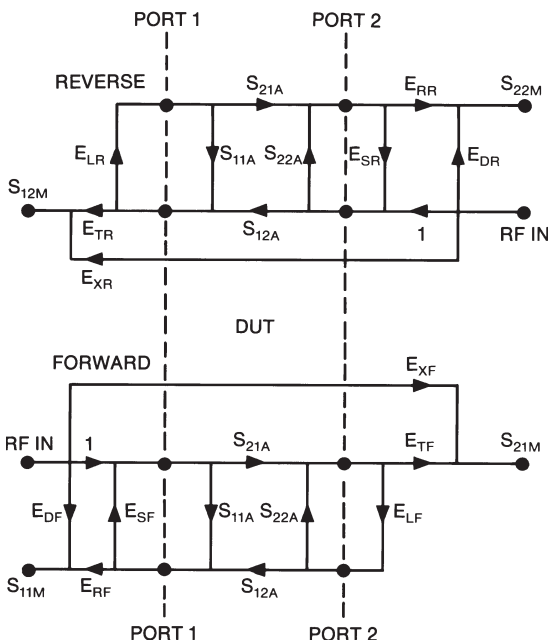 PORT 1 PORT 2
REVERSE S21A ERR S22M
ELR S11A S22A ESR EDR
S12M
ETR S12A 1 RF IN
EXR
DUT
FORWARD EXF
RF IN 1 S21A ETF S21M
EDF ESF S11A S22A ELF
S11M ERF S12A
PORT 1 PORT 2